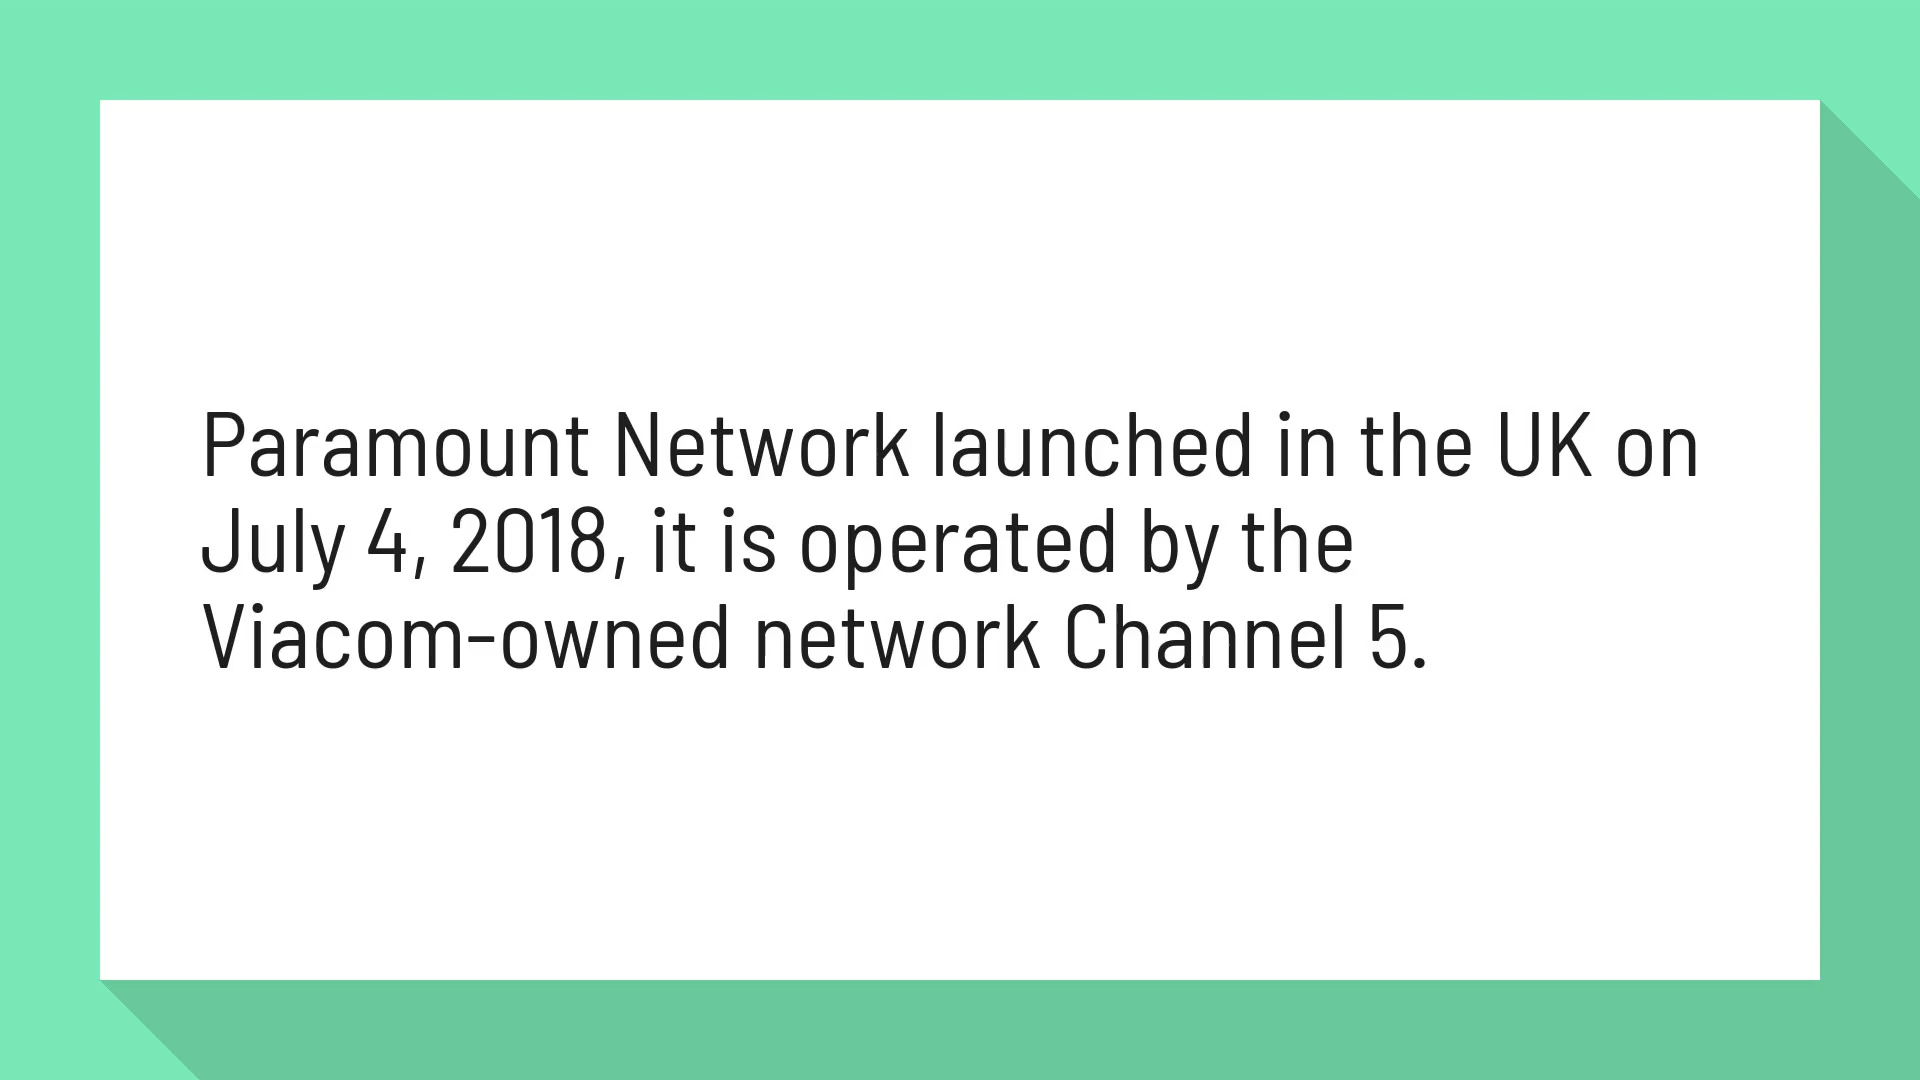 Paramount Network launched in the UK on
July 4, 2018, it is operated by the
Viacom-owned network Channel 5.